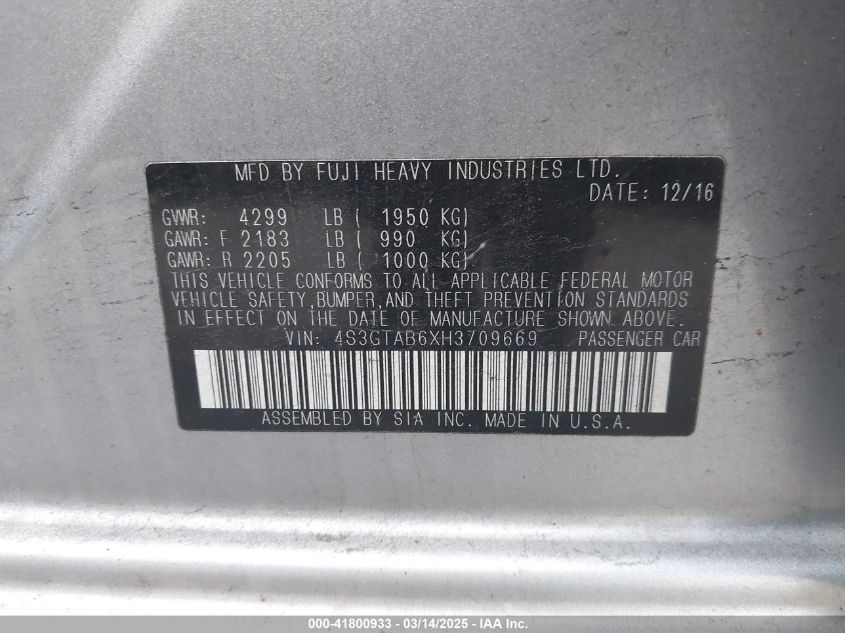 MFD BY FUJI HEAVY INDUSTRIES LTD.
DATE: 12/16
GVWR: 4299 LB ( 1950 KG)
GAWR: F 2183 LB ( 990 KG)
GAWR: R 2205 LB ( 1000 KG)
THIS VEHICLE CONFORMS TO ALL APPLICABLE FEDERAL MOTOR
VEHICLE SAFETY, BUMPER, AND THEFT PREVENTION STANDARDS
IN EFFECT ON THE DATE OF MANUFACTURE SHOWN ABOVE.
VIN: 4S3GTAB6XH3709669 PASSENGER CAR
ASSEMBLED BY SIA INC. MADE IN U.S.A.
000-41800933 - 03/14/2025 - IAA Inc.